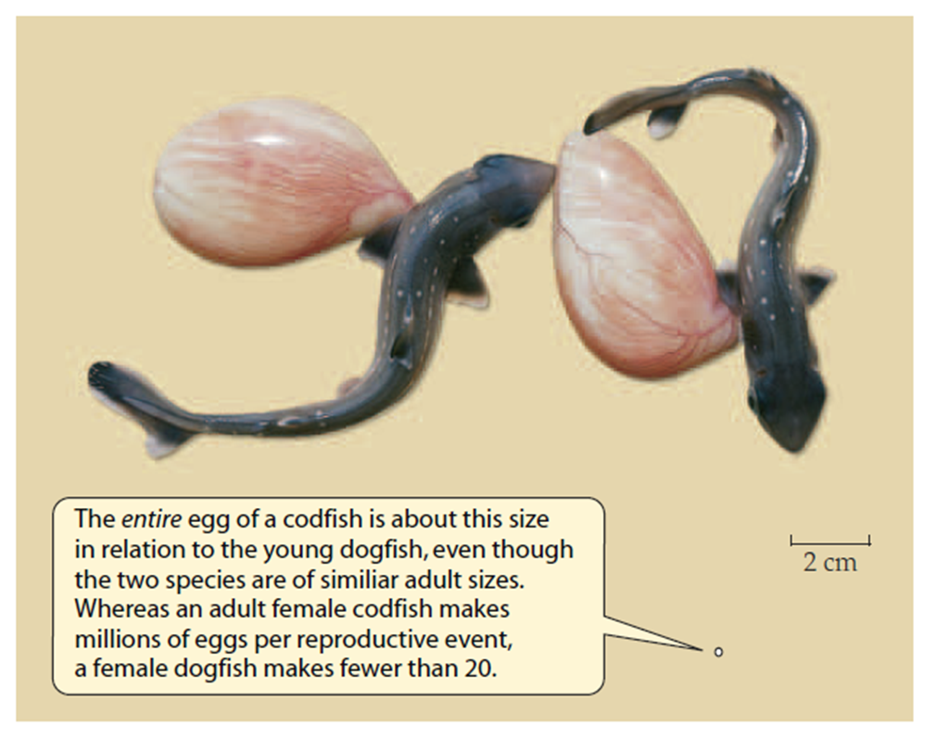 The entire egg of a codfish is about this size
in relation to the young dogfish, even though
the two species are of similiar adult sizes.
Whereas an adult female codfish makes
millions of eggs per reproductive event,
a female dogfish makes fewer than 20.
2 cm